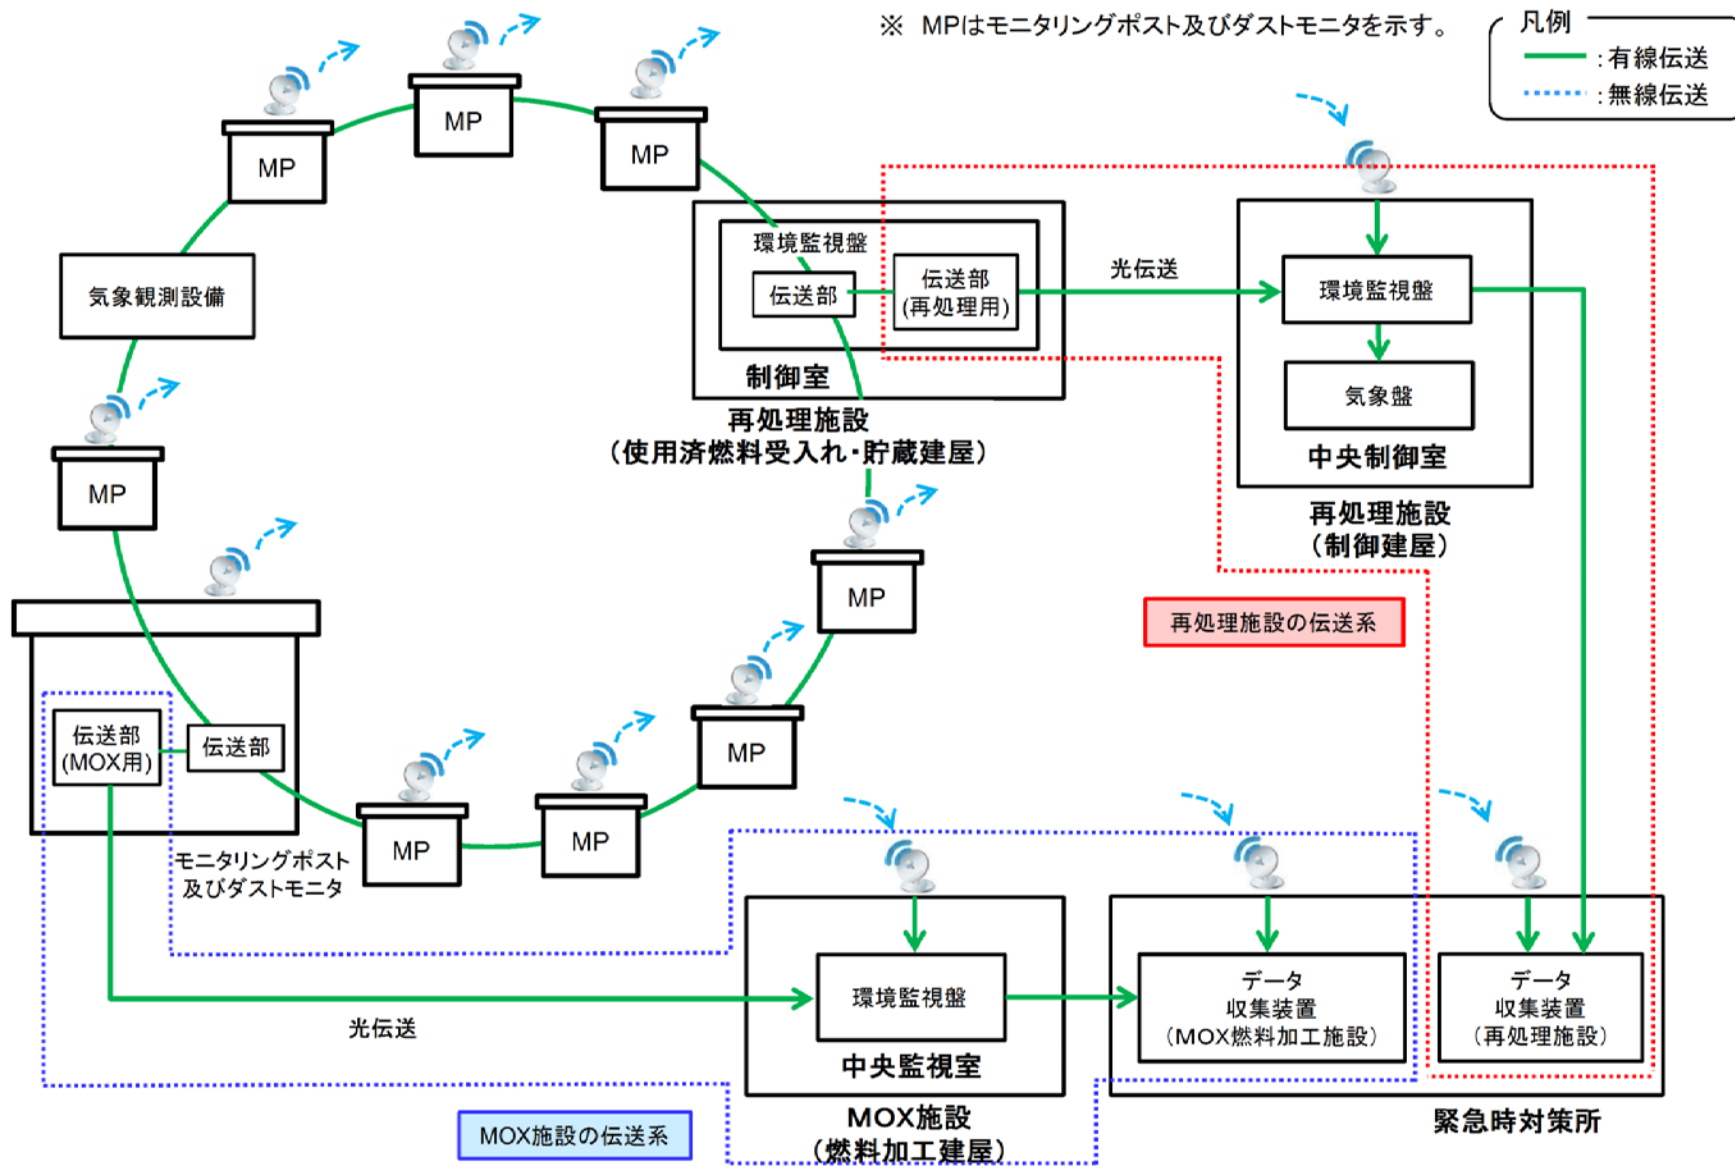 ※ MPはモニタリングポスト及びダストモニタを示す。
凡例
:有線伝送
:無線伝送
MP
MP
MP
気象観測設備
環境監視盤
伝送部
伝送部
(再処理用)
制御室
再処理施設
(使用済燃料受入れ・貯蔵建屋)
光伝送
環境監視盤
気象盤
中央制御室
再処理施設
(制御建屋)
MP
MP
再処理施設の伝送系
伝送部
(MOX用)
伝送部
MP
MP
MP
モニタリングポスト
及びダストモニタ
光伝送
環境監視盤
中央監視室
MOX施設
(燃料加工建屋)
データ
収集装置
(MOX燃料加工施設)
データ
収集装置
(再処理施設)
緊急時対策所
MOX施設の伝送系